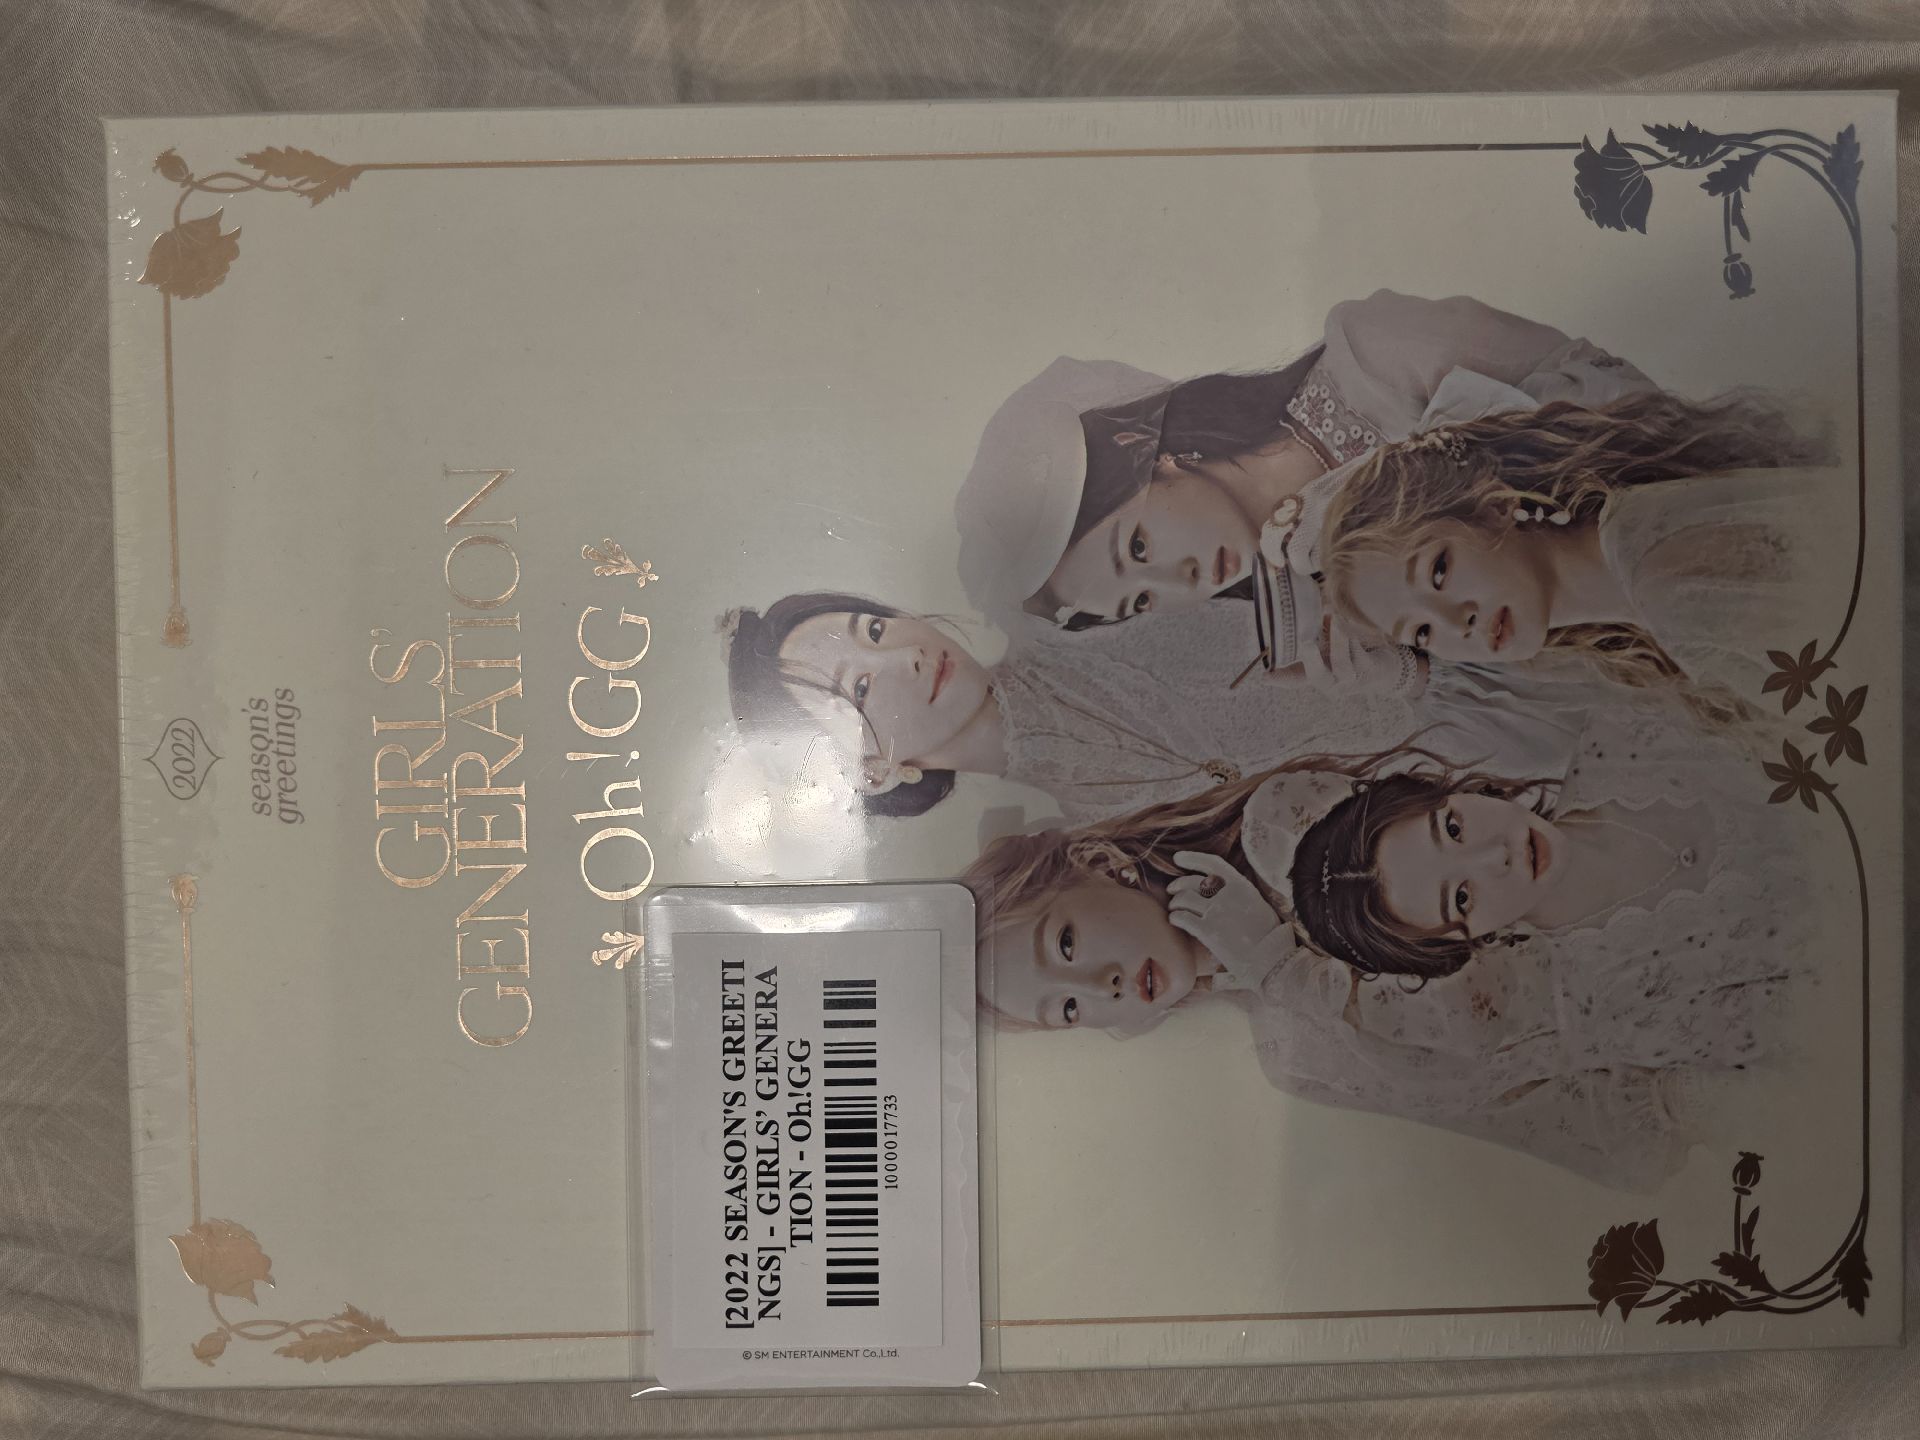 2022
season's
greetings
GIRLS'
GENERATION
Oh!GG
[2022 SEASON'S GREETI
NGS] - GIRLS’ GENERA
TION - Oh!GG
1000017733
© SM ENTERTAINMENT Co.,Ltd.